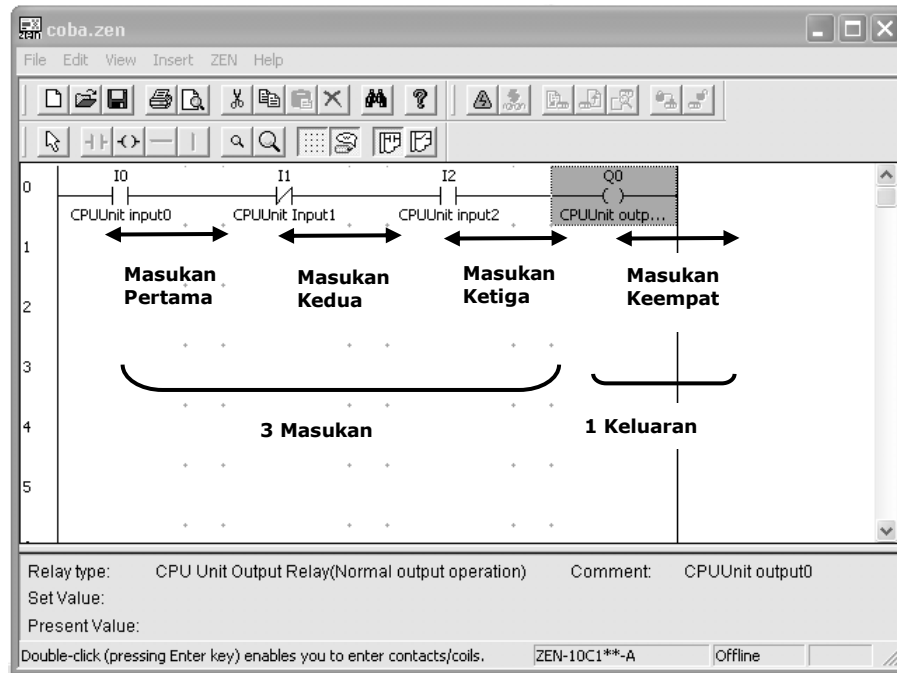 coba.zen
File Edit View Insert ZEN Help
0
I0 I1 I2 Q0
CPUUnit input0 CPUUnit Input1 CPUUnit input2 CPUUnit outp...
1
Masukan Pertama
Masukan Kedua
Masukan Ketiga
Masukan Keempat
2
3
4
3 Masukan 1 Keluaran
5
Relay type: CPU Unit Output Relay(Normal output operation) Comment: CPUUnit output0
Set Value:
Present Value:
Double-click (pressing Enter key) enables you to enter contacts/coils. ZEN-10C1**-A Offline